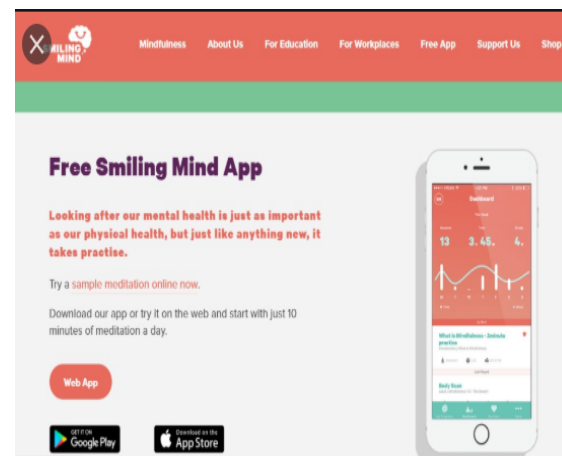 SMILING
MIND
Mindfulness About Us For Education For Workplaces Free App Support Us Shop
Free Smiling Mind App
Looking after our mental health is just as important
as our physical health, but just like anything new, it
takes practise.
Try a sample meditation online now.
Download our app or try it on the web and start with just 10
minutes of meditation a day.
Web App
GET IT ON
Google Play
Download on the
App Store
Dashboard
13 3.45. 4.
What is Mindfulness - 2 minute
practice
Body Scan